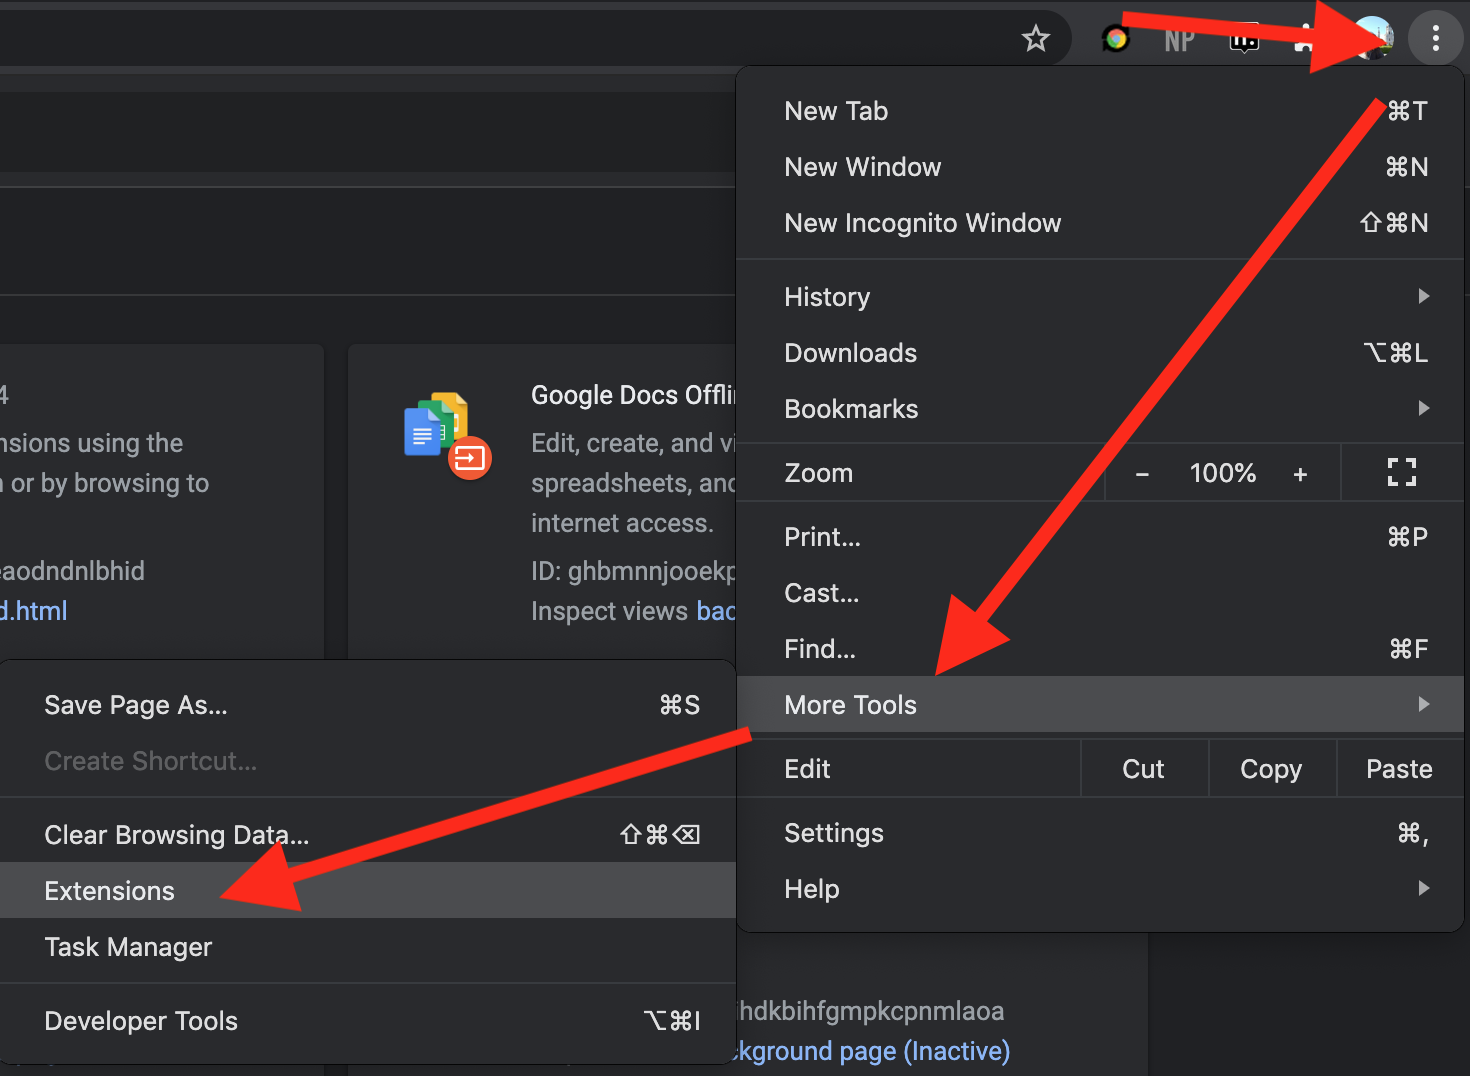 NP
New Tab ⌘T
New Window ⌘N
New Incognito Window ⇧⌘N
History
Downloads ⌥⌘L
Bookmarks
Zoom − 100% +
Print... ⌘P
Cast...
Find... ⌘F
More Tools
Edit Cut Copy Paste
Settings ⌘,
Help
4
nsions using the
or by browsing to
eaodndnlbhid
d.html
Google Docs Offli
Edit, create, and vi
spreadsheets, and
internet access.
ID: ghbmnnjooekp
Inspect views bac
Save Page As... ⌘S
Create Shortcut...
Clear Browsing Data... ⇧⌘⌫
Extensions
Task Manager
Developer Tools ⌥⌘I
ihdkbihfgmpkcpnmlaoa
ckground page (Inactive)